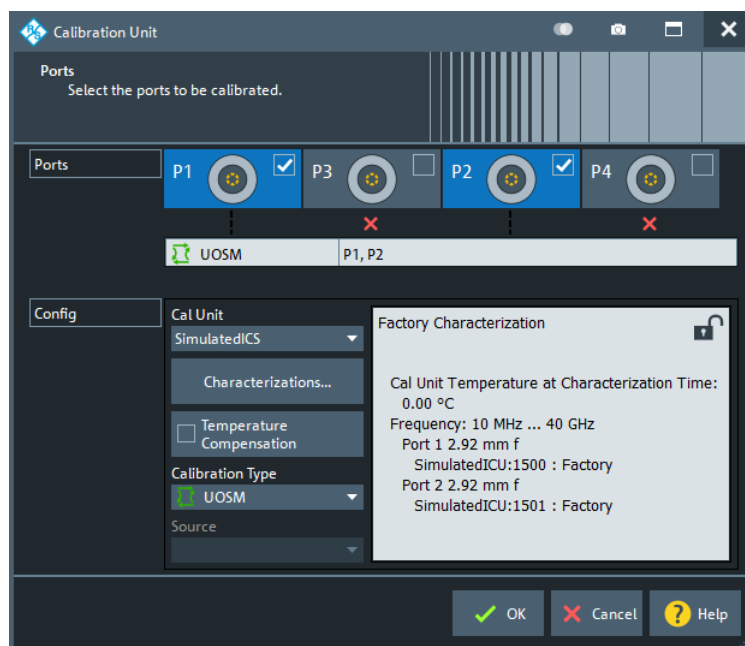 Calibration Unit
Ports
Select the ports to be calibrated.
Ports
P1
P3
P2
P4
UOSM
P1, P2
Config
Cal Unit
SimulatedICS
Characterizations...
Temperature
Compensation
Calibration Type
UOSM
Source
Factory Characterization
Cal Unit Temperature at Characterization Time:
0.00 °C
Frequency: 10 MHz ... 40 GHz
Port 1 2.92 mm f
SimulatedICU:1500 : Factory
Port 2 2.92 mm f
SimulatedICU:1501 : Factory
OK
Cancel
? Help